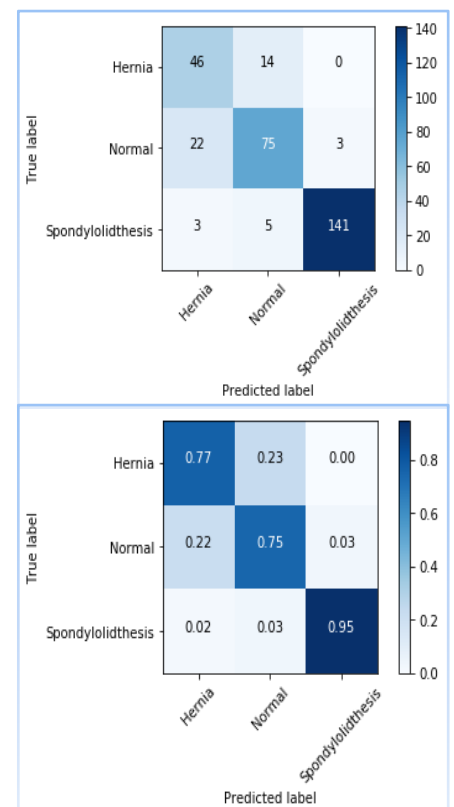 140
Hernia 46 14 0
120
100
Normal 22 75 3
80
60
40
Spondylolidthesis 3 5 141
20
0
True label
Hernia Normal Spondylolidthesis
Predicted label
0.8
Hernia 0.77 0.23 0.00
0.6
Normal 0.22 0.75 0.03
0.4
0.2
Spondylolidthesis 0.02 0.03 0.95
0.0
True label
Hernia Normal Spondylolidthesis
Predicted label